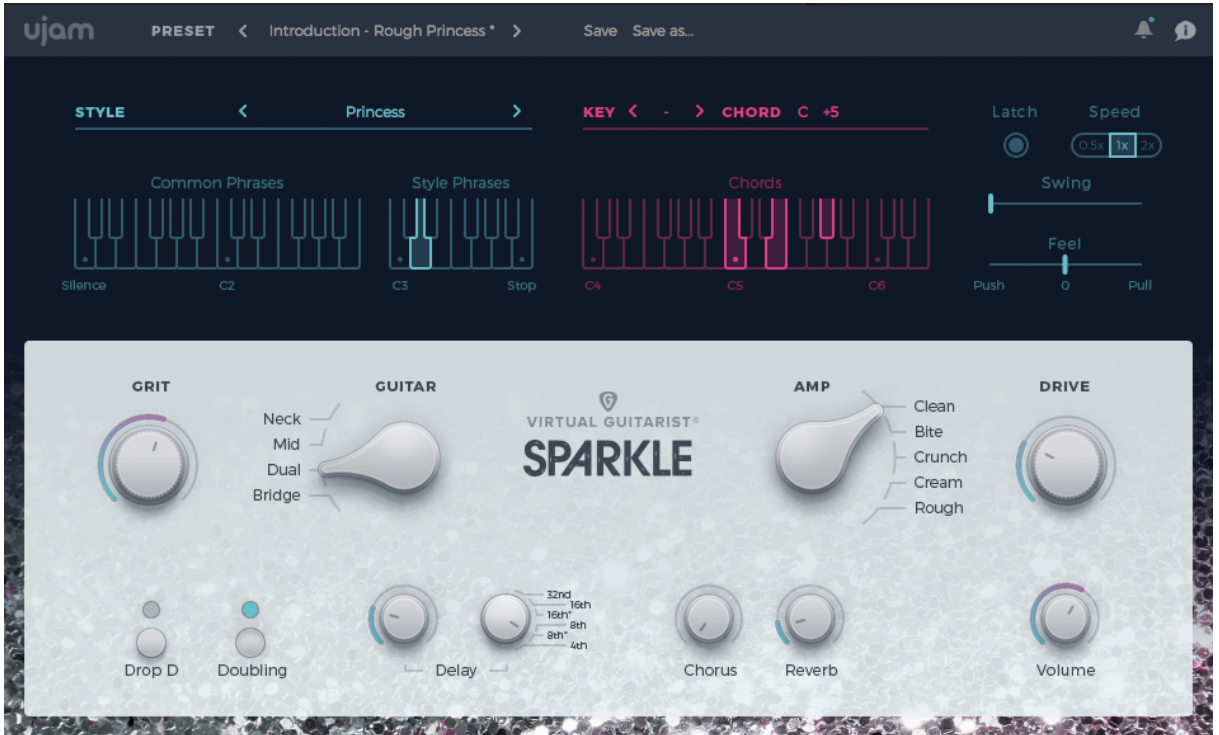 ujam PRESET < Introduction - Rough Princess * > Save Save as...
STYLE < Princess > KEY < - > CHORD C +5 Latch Speed
0.5x 1x 2x
Common Phrases Style Phrases Chords Swing
Feel
Silence C2 C3 Stop C4 C5 C6 Push 0 Pull
GRIT GUITAR AMP DRIVE
VIRTUAL GUITARIST®
SPARKLE
Neck
Mid
Dual
Bridge
Clean
Bite
Crunch
Cream
Rough
32nd
16th
16th*
8th
8th*
4th
Drop D Doubling Delay Chorus Reverb Volume